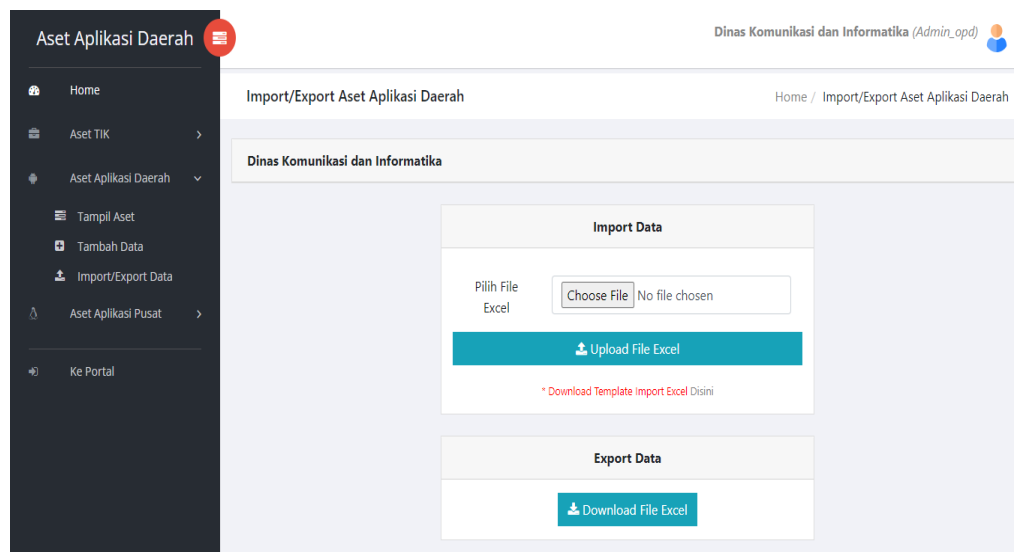 Aset Aplikasi Daerah
Dinas Komunikasi dan Informatika (Admin_opd)
Home
Aset TIK
Aset Aplikasi Daerah
Tampil Aset
Tambah Data
Import/Export Data
Aset Aplikasi Pusat
Ke Portal
Import/Export Aset Aplikasi Daerah
Home / Import/Export Aset Aplikasi Daerah
Dinas Komunikasi dan Informatika
Import Data
Pilih File
Excel
Choose File No file chosen
Upload File Excel
* Download Template Import Excel Disini
Export Data
Download File Excel